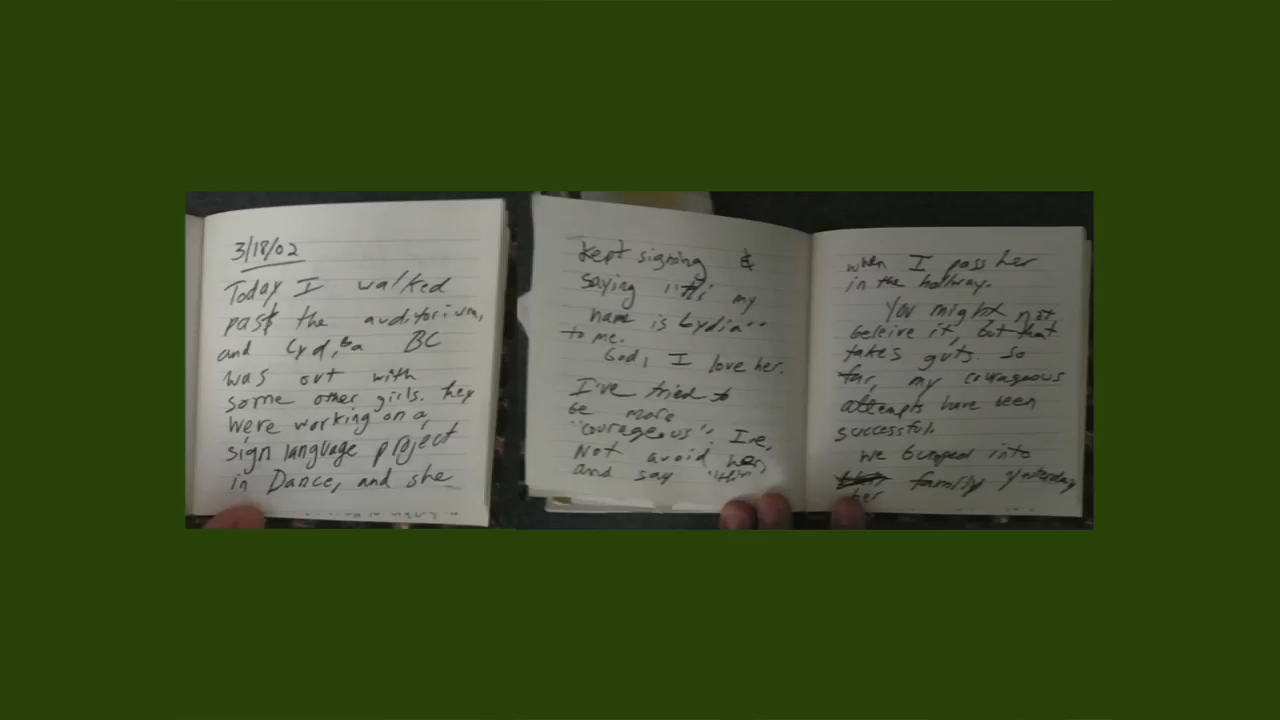 3/18/02
Today I walked
past the auditorium,
and Lydia BC
was out with
some other girls. they
were working on a
sign language project
in Dance, and she
kept signing &
saying "Hi my
name is Lydia"
to me.
God, I love her.
I've tried to
be more
"courageous". I.e,
Not avoid her,
and say "Hi"
when I pass her
in the hallway.
You might not
beleive it, but that
takes guts. so
far, my courageous
attempts have been
successful.
we bumped into
family yesterday
her